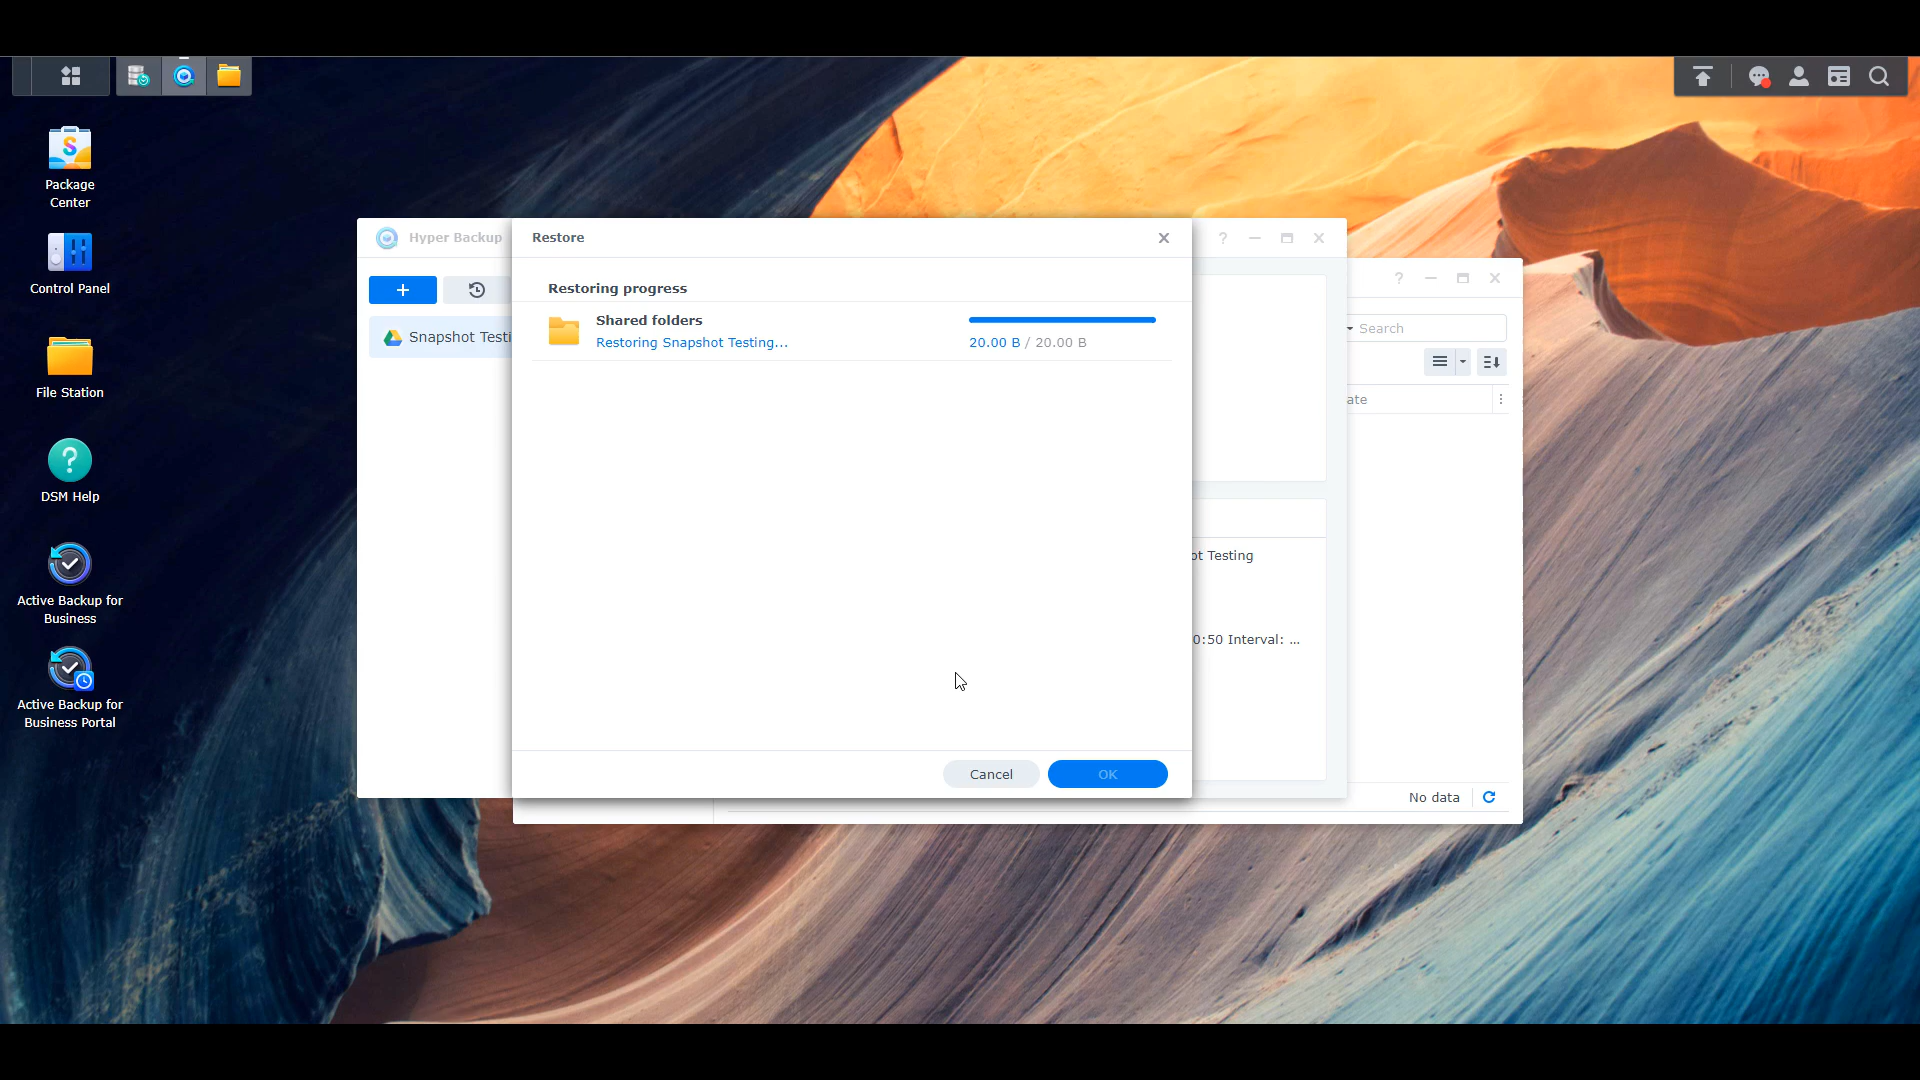 Package
Center
Control Panel
File Station
DSM Help
Active Backup for
Business
Active Backup for
Business Portal
Hyper Backup
Snapshot Testi
Restore
Restoring progress
Shared folders
Restoring Snapshot Testing...
20.00 B / 20.00 B
Cancel
OK
ot Testing
0:50 Interval: ...
Search
ate
No data